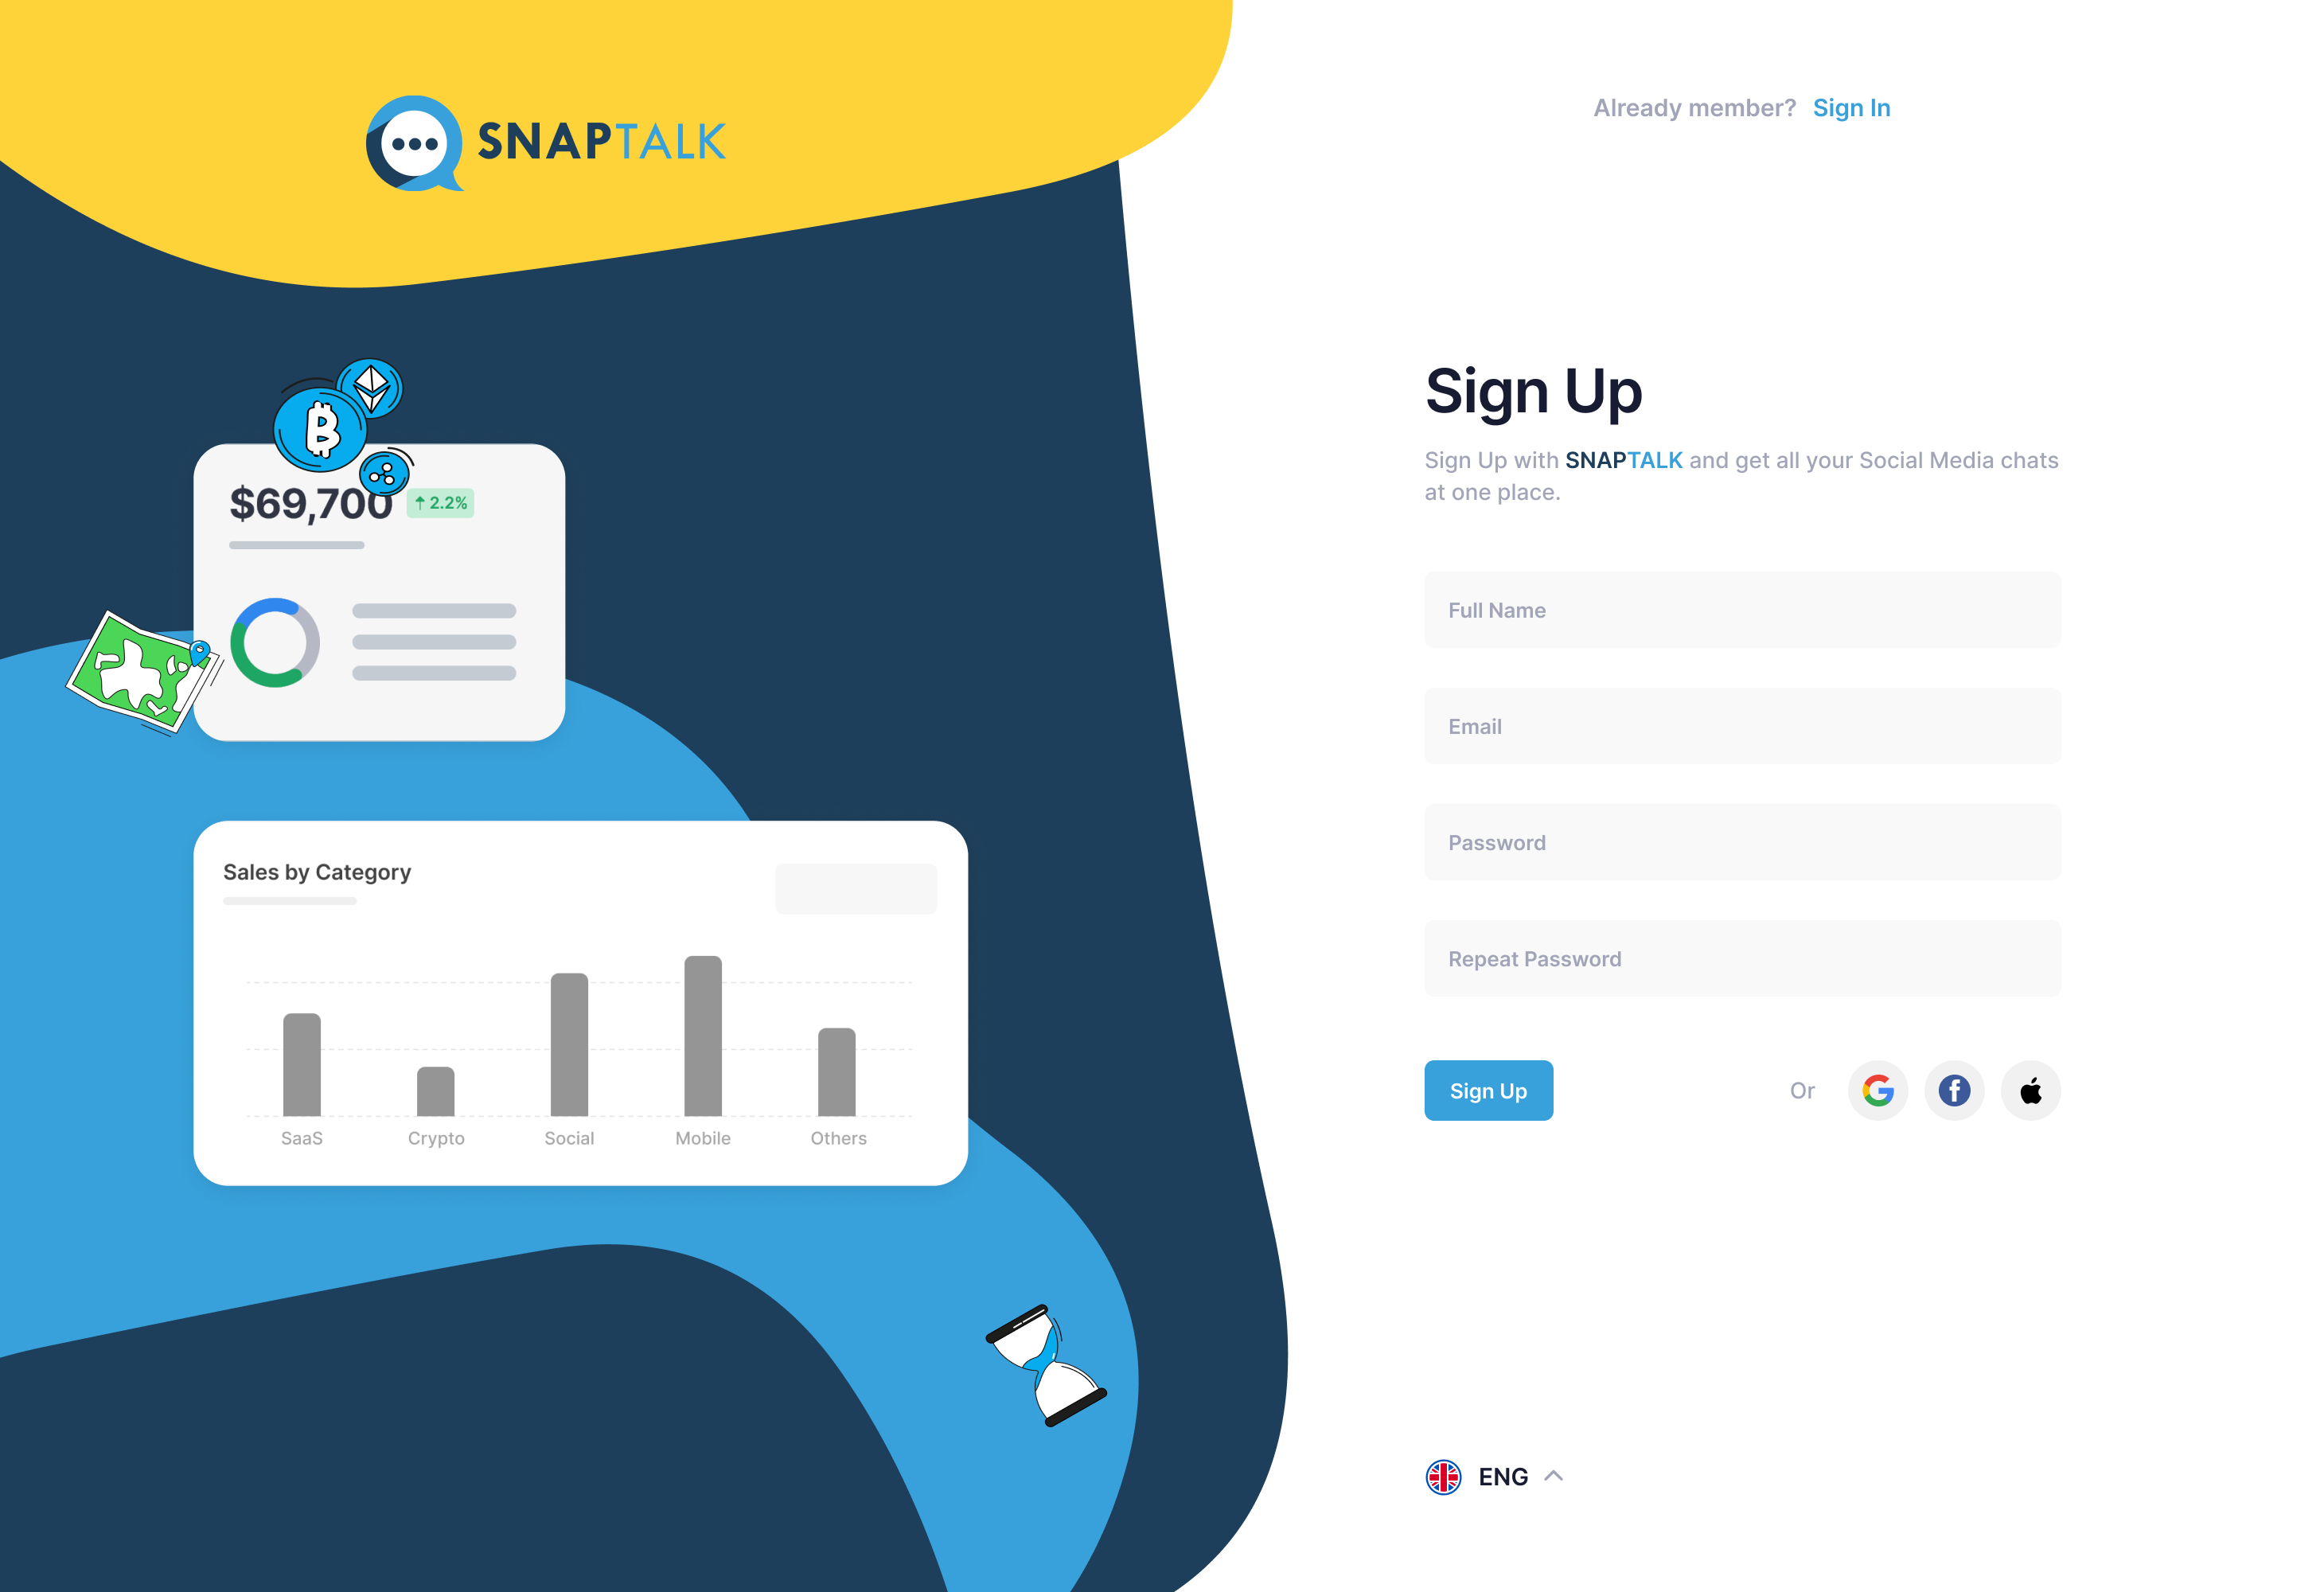 SNAPTALK
$69,700
2.2%
Sales by Category
SaaS Crypto Social Mobile Others
Already member? Sign In
Sign Up
Sign Up with SNAPTALK and get all your Social Media chats
at one place.
Full Name
Email
Password
Repeat Password
Sign Up
Or
ENG